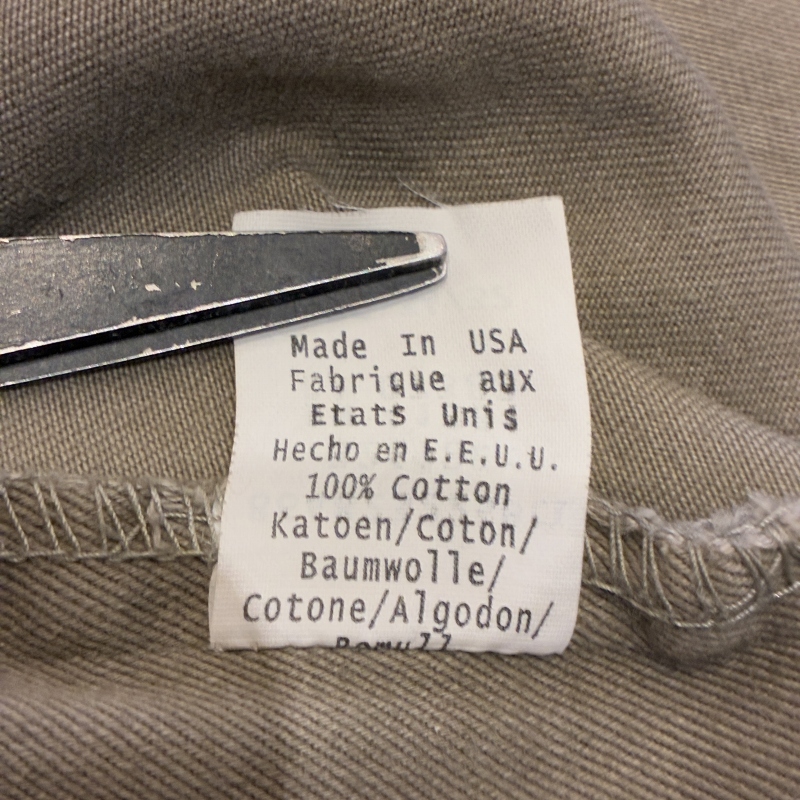 Made In USA
Fabrique aux
Etats Unis
Hecho en E.E.U.U.
100% Cotton
Katoen/Coton/
Baumwolle/
Cotone/Algodon/